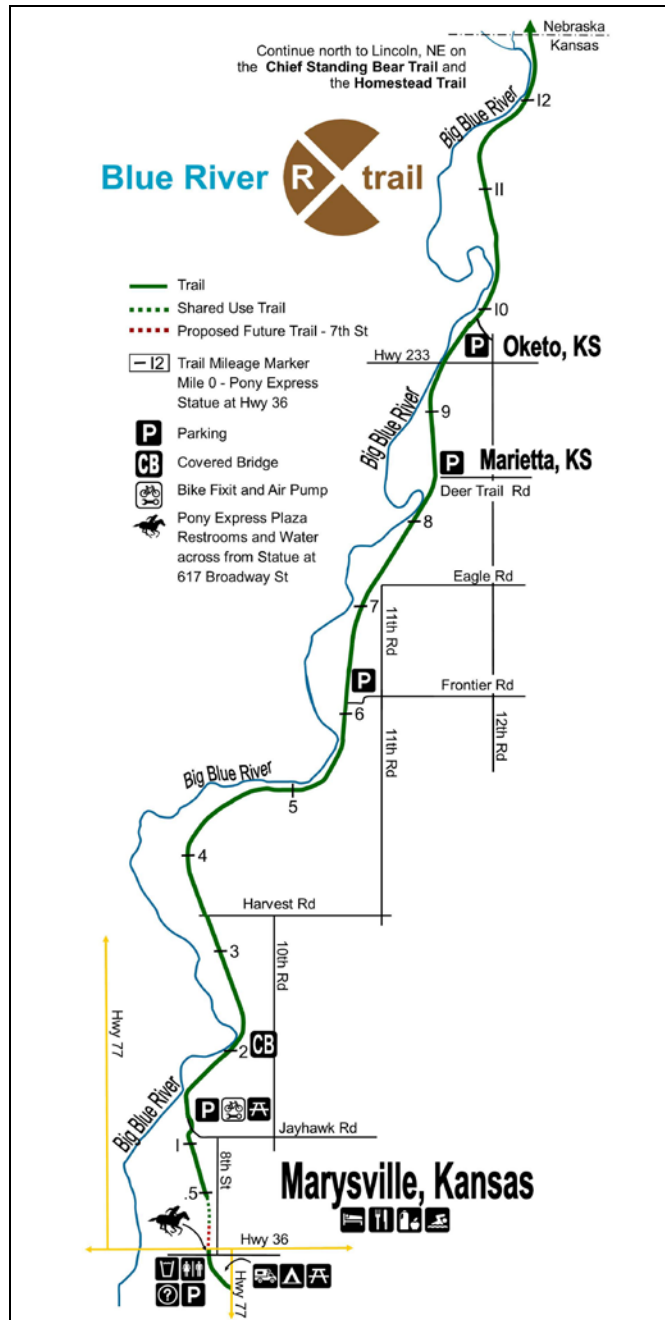 Nebraska
Kansas
Continue north to Lincoln, NE on
the Chief Standing Bear Trail and
the Homestead Trail
Big Blue River
12
Blue River R trail
11
Trail
Shared Use Trail
Proposed Future Trail - 7th St
10
12 Trail Mileage Marker
Mile 0 - Pony Express
Statue at Hwy 36
P Oketo, KS
Hwy 233
9
P Parking
CB Covered Bridge
Bike Fixit and Air Pump
Pony Express Plaza
Restrooms and Water
across from Statue at
617 Broadway St
Big Blue River
P Marietta, KS
Deer Trail Rd
8
Eagle Rd
7
11th Rd
P
Frontier Rd
6
11th Rd
12th Rd
Big Blue River
5
4
Harvest Rd
3
10th Rd
Hwy 77
2 CB
Big Blue River
P
Jayhawk Rd
1
8th St
.5
Marysville, Kansas
Hwy 36
? P
Hwy 77